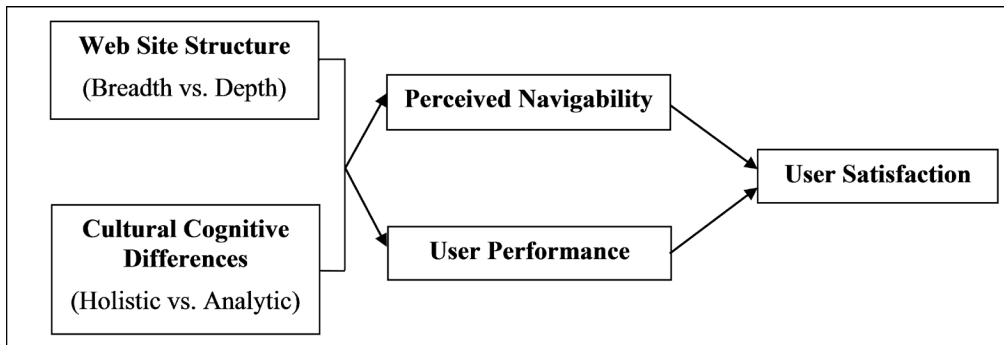 Web Site Structure
(Breadth vs. Depth)
Cultural Cognitive
Differences
(Holistic vs. Analytic)
Perceived Navigability
User Performance
User Satisfaction